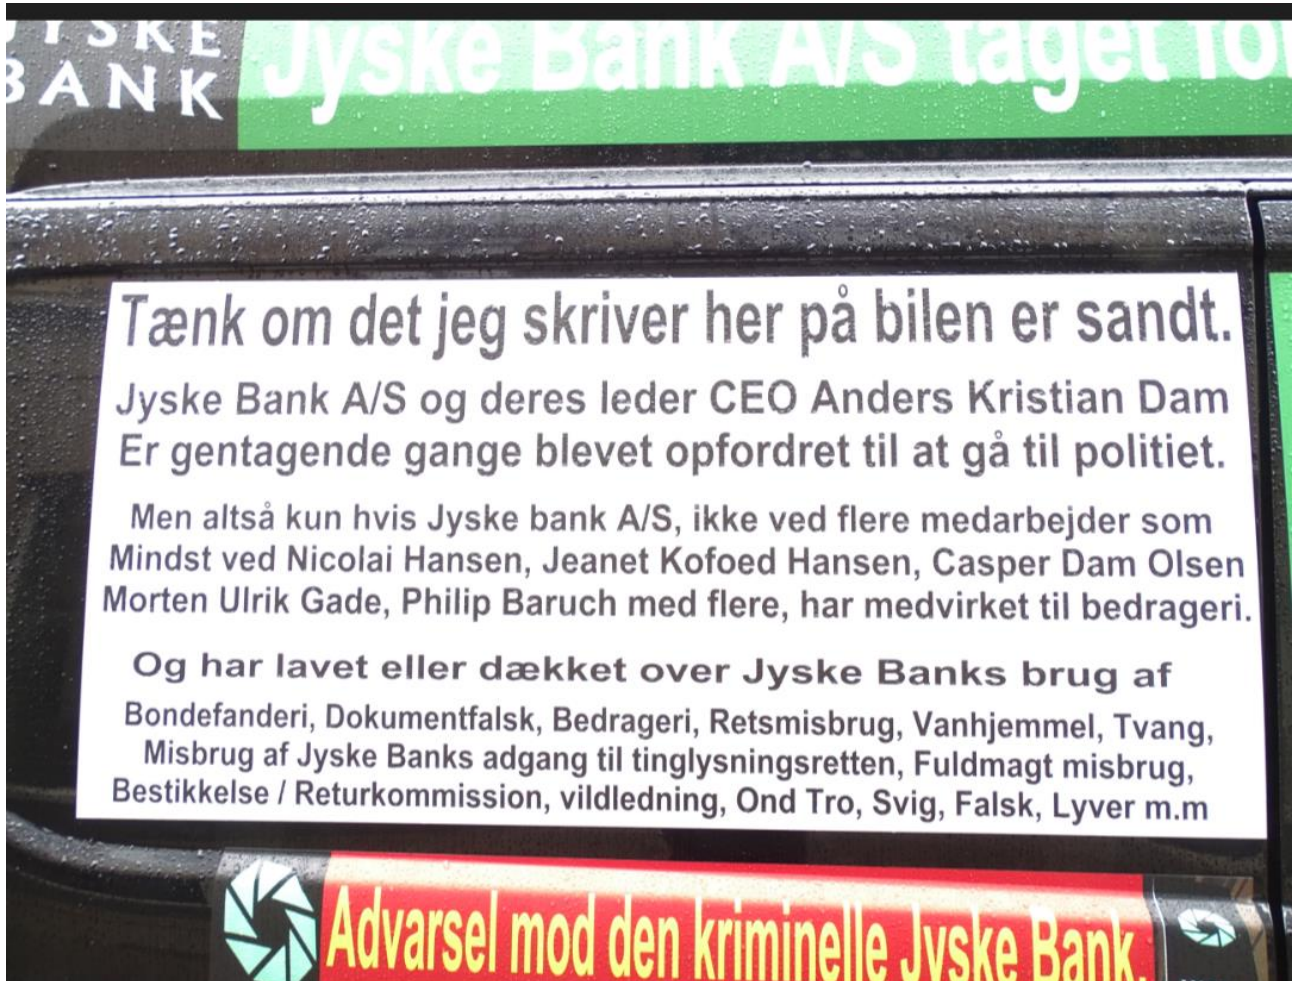 JYSKE
BANK
Jyske Bank A/S taget
Tænk om det jeg skriver her på bilen er sandt.
Jyske Bank A/S og deres leder CEO Anders Kristian Dam
Er gentagende gange blevet opfordret til at gå til politiet.
Men altså kun hvis Jyske bank A/S, ikke ved flere medarbejder som
Mindst ved Nicolai Hansen, Jeanet Kofoed Hansen, Casper Dam Olsen
Morten Ulrik Gade, Philip Baruch med flere, har medvirket til bedrageri.
Og har lavet eller dækket over Jyske Banks brug af
Bondefanderi, Dokumentfalsk, Bedrageri, Retsmisbrug, Vanhjemmel, Tvang,
Misbrug af Jyske Banks adgang til tinglysningsretten, Fuldmagt misbrug,
Bestikkelse / Returkommission, vildledning, Ond Tro, Svig, Falsk, Lyver m.m
Advarsel mod den kriminelle Jyske Bank.